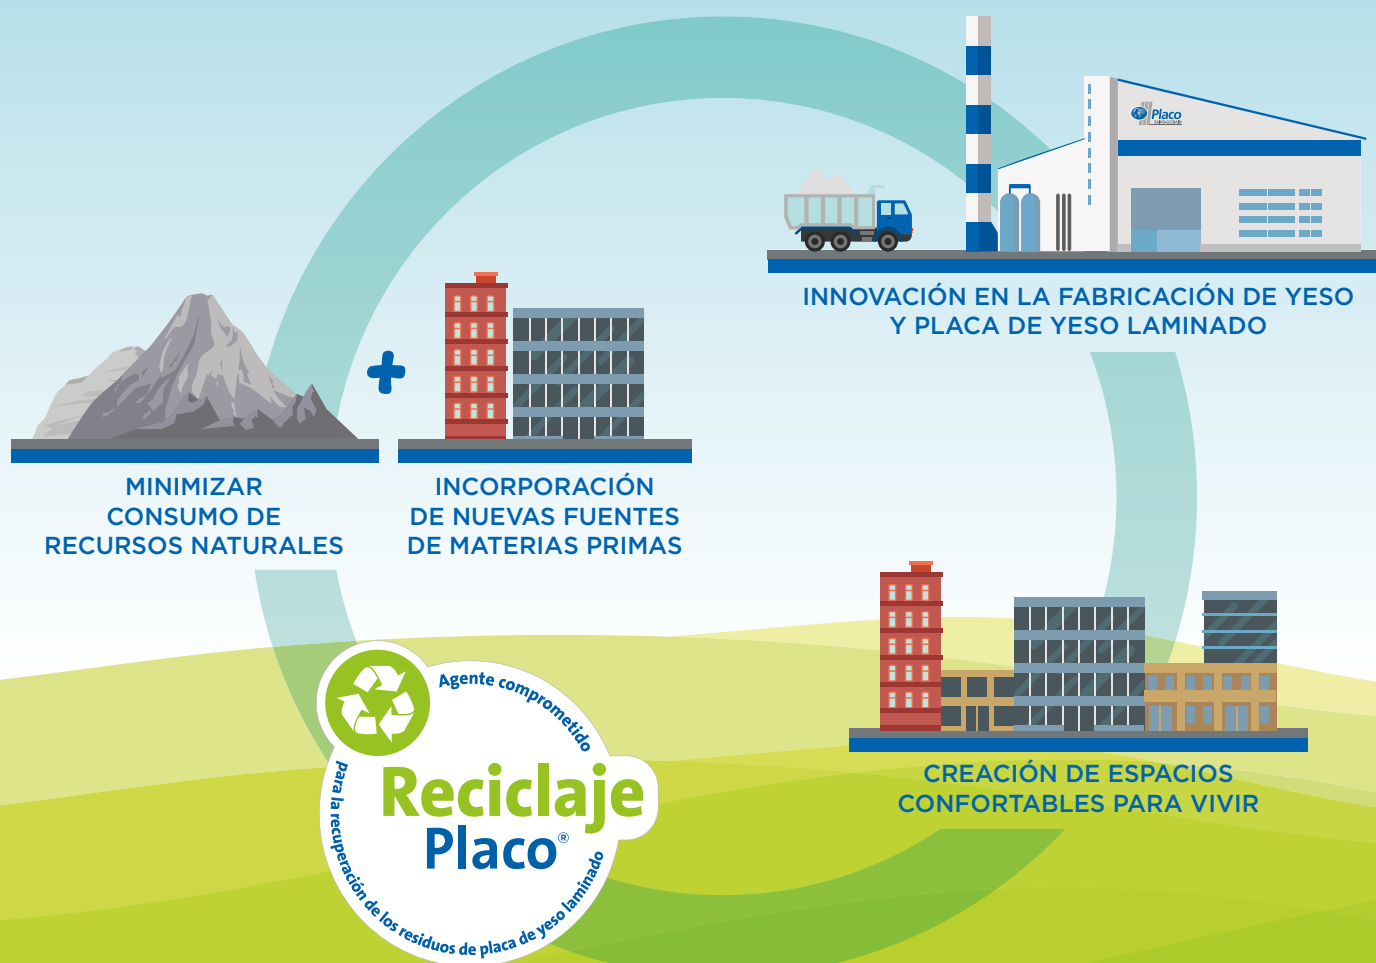 Placo
SAINT-GOBAIN
INNOVACIÓN EN LA FABRICACIÓN DE YESO
Y PLACA DE YESO LAMINADO
MINIMIZAR
CONSUMO DE
RECURSOS NATURALES
INCORPORACIÓN
DE NUEVAS FUENTES
DE MATERIAS PRIMAS
CREACIÓN DE ESPACIOS
CONFORTABLES PARA VIVIR
Agente comprometido
para la recuperación de los residuos de placa de yeso laminado
Reciclaje
Placo®